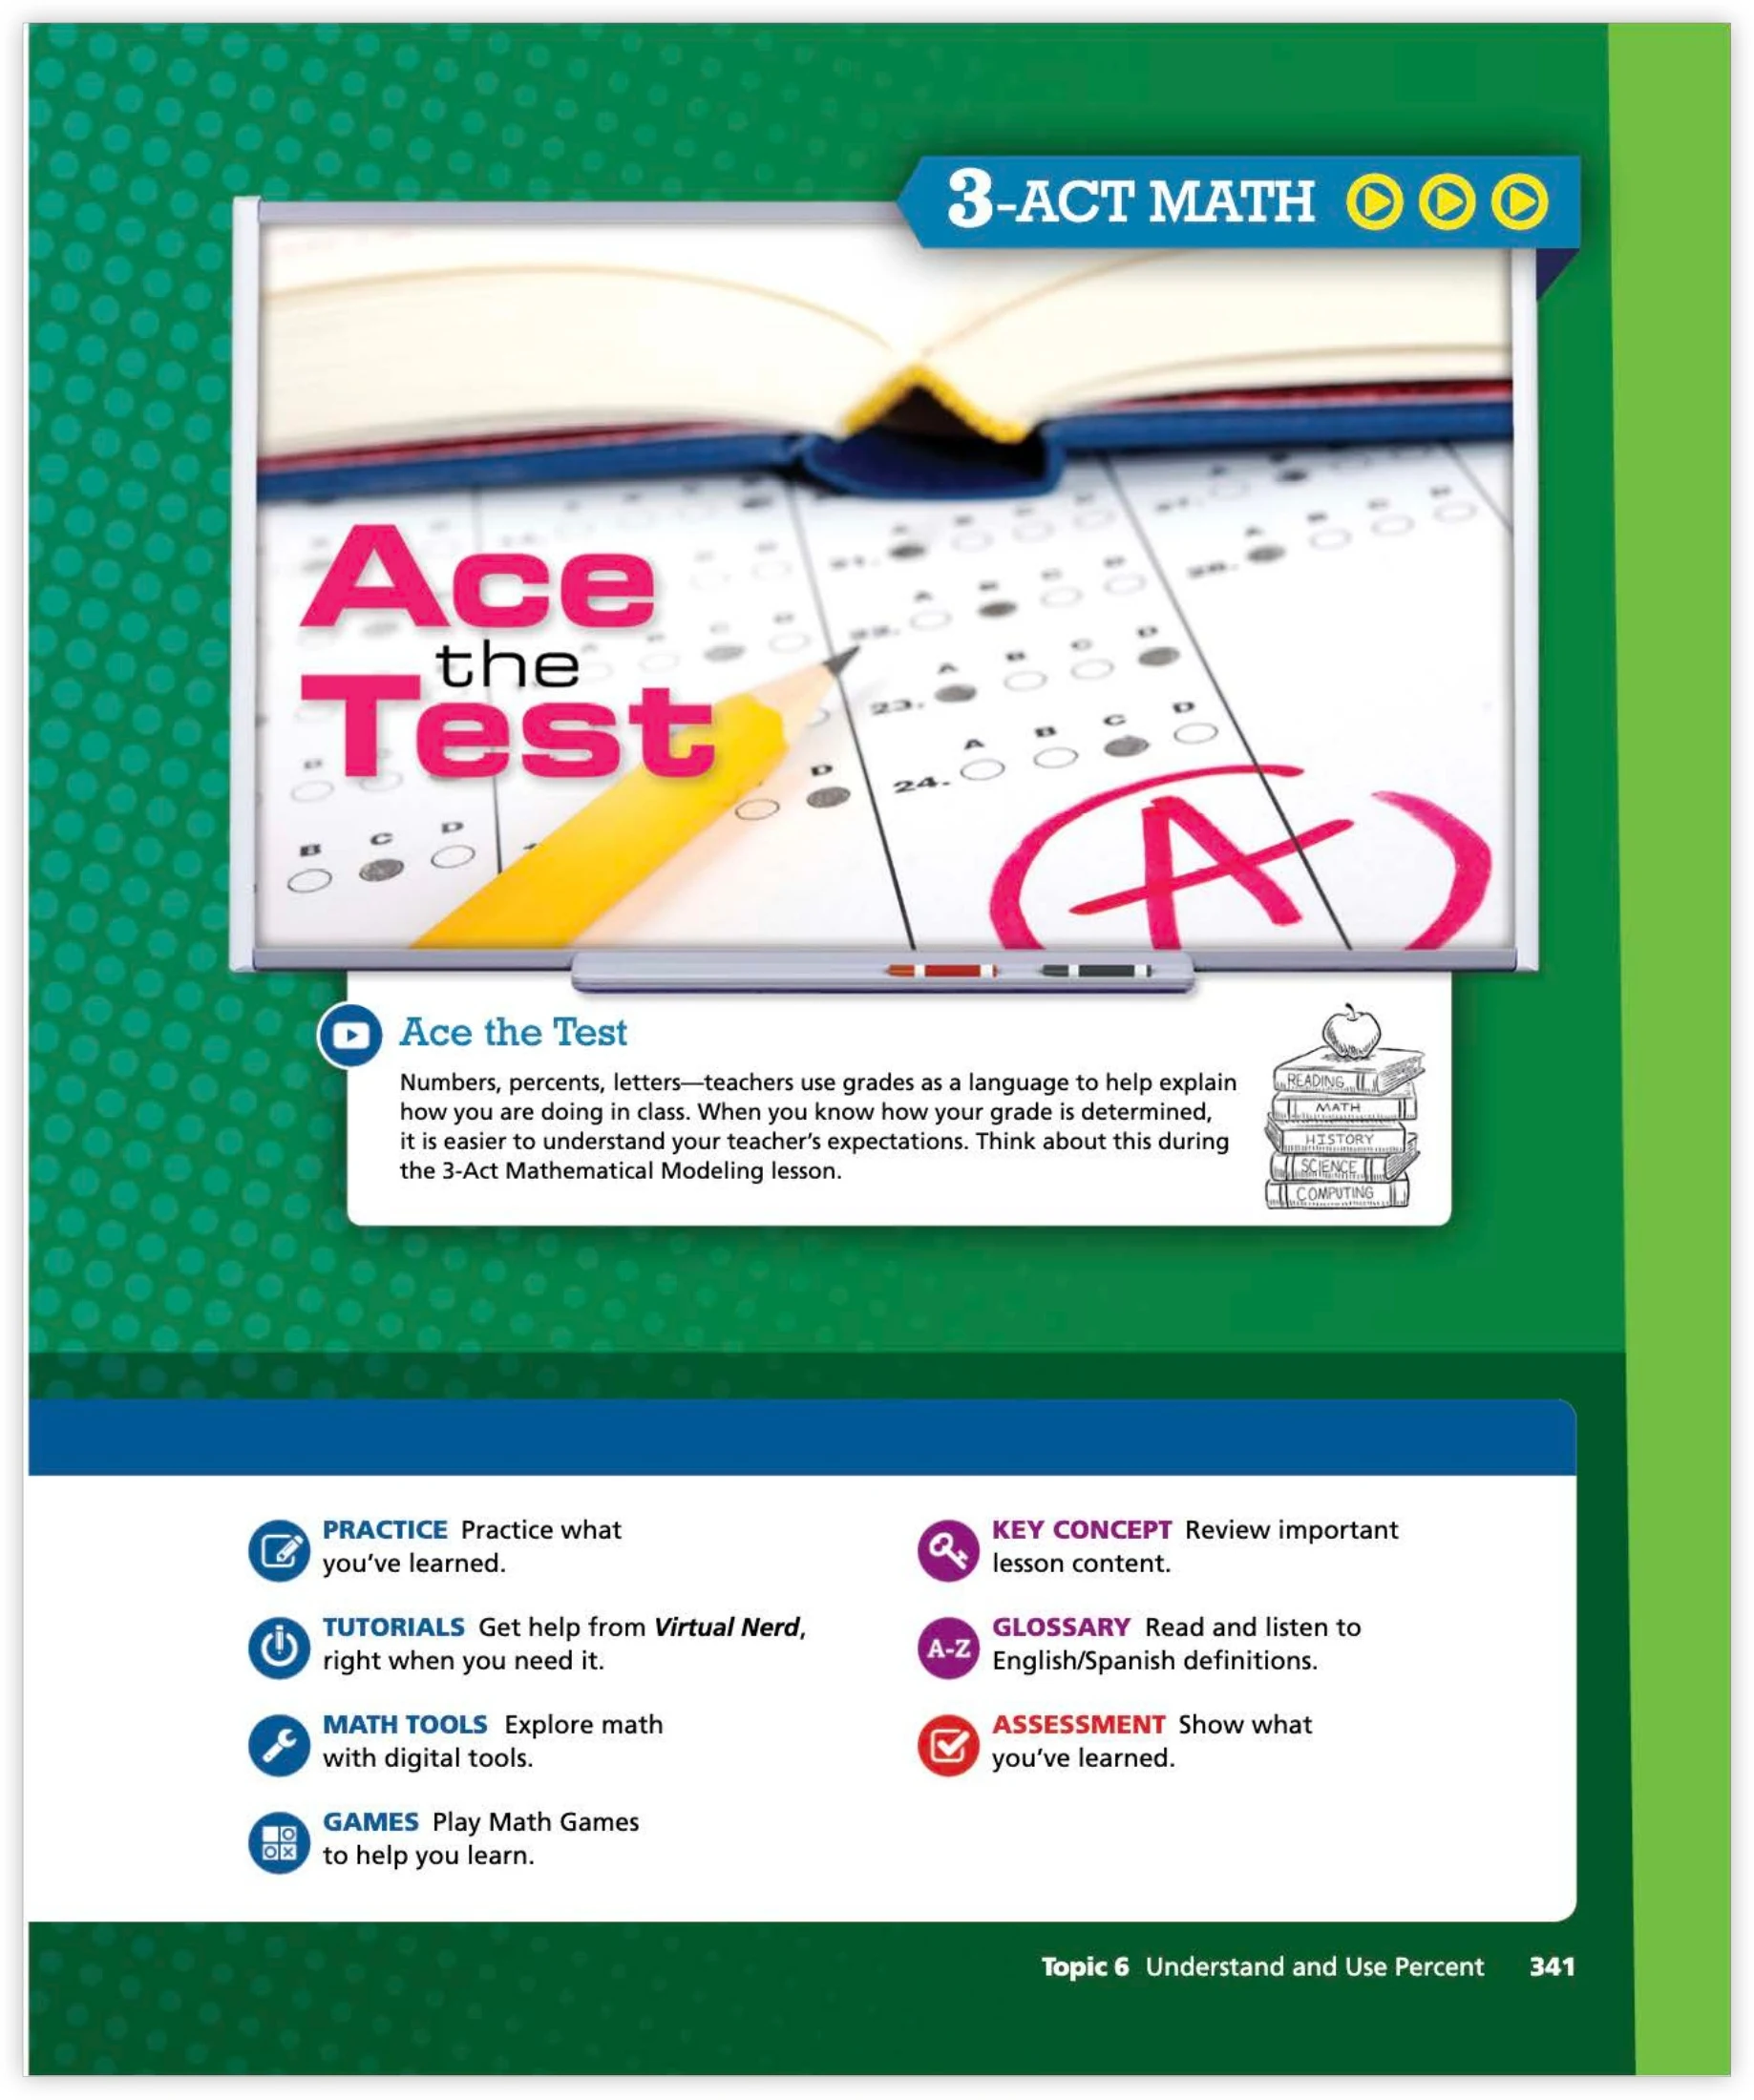 3-ACT MATH
Ace
the
Test
A B C D
22.
A B C D
23.
A B C D
24.
D
B C D
A
Ace the Test
Numbers, percents, letters—teachers use grades as a language to help explain
how you are doing in class. When you know how your grade is determined,
it is easier to understand your teacher's expectations. Think about this during
the 3-Act Mathematical Modeling lesson.
READING
MATH
HISTORY
SCIENCE
COMPUTING
PRACTICE Practice what
you've learned.
TUTORIALS Get help from Virtual Nerd,
right when you need it.
MATH TOOLS Explore math
with digital tools.
GAMES Play Math Games
to help you learn.
KEY CONCEPT Review important
lesson content.
A-Z
GLOSSARY Read and listen to
English/Spanish definitions.
ASSESSMENT Show what
you've learned.
Topic 6 Understand and Use Percent 341